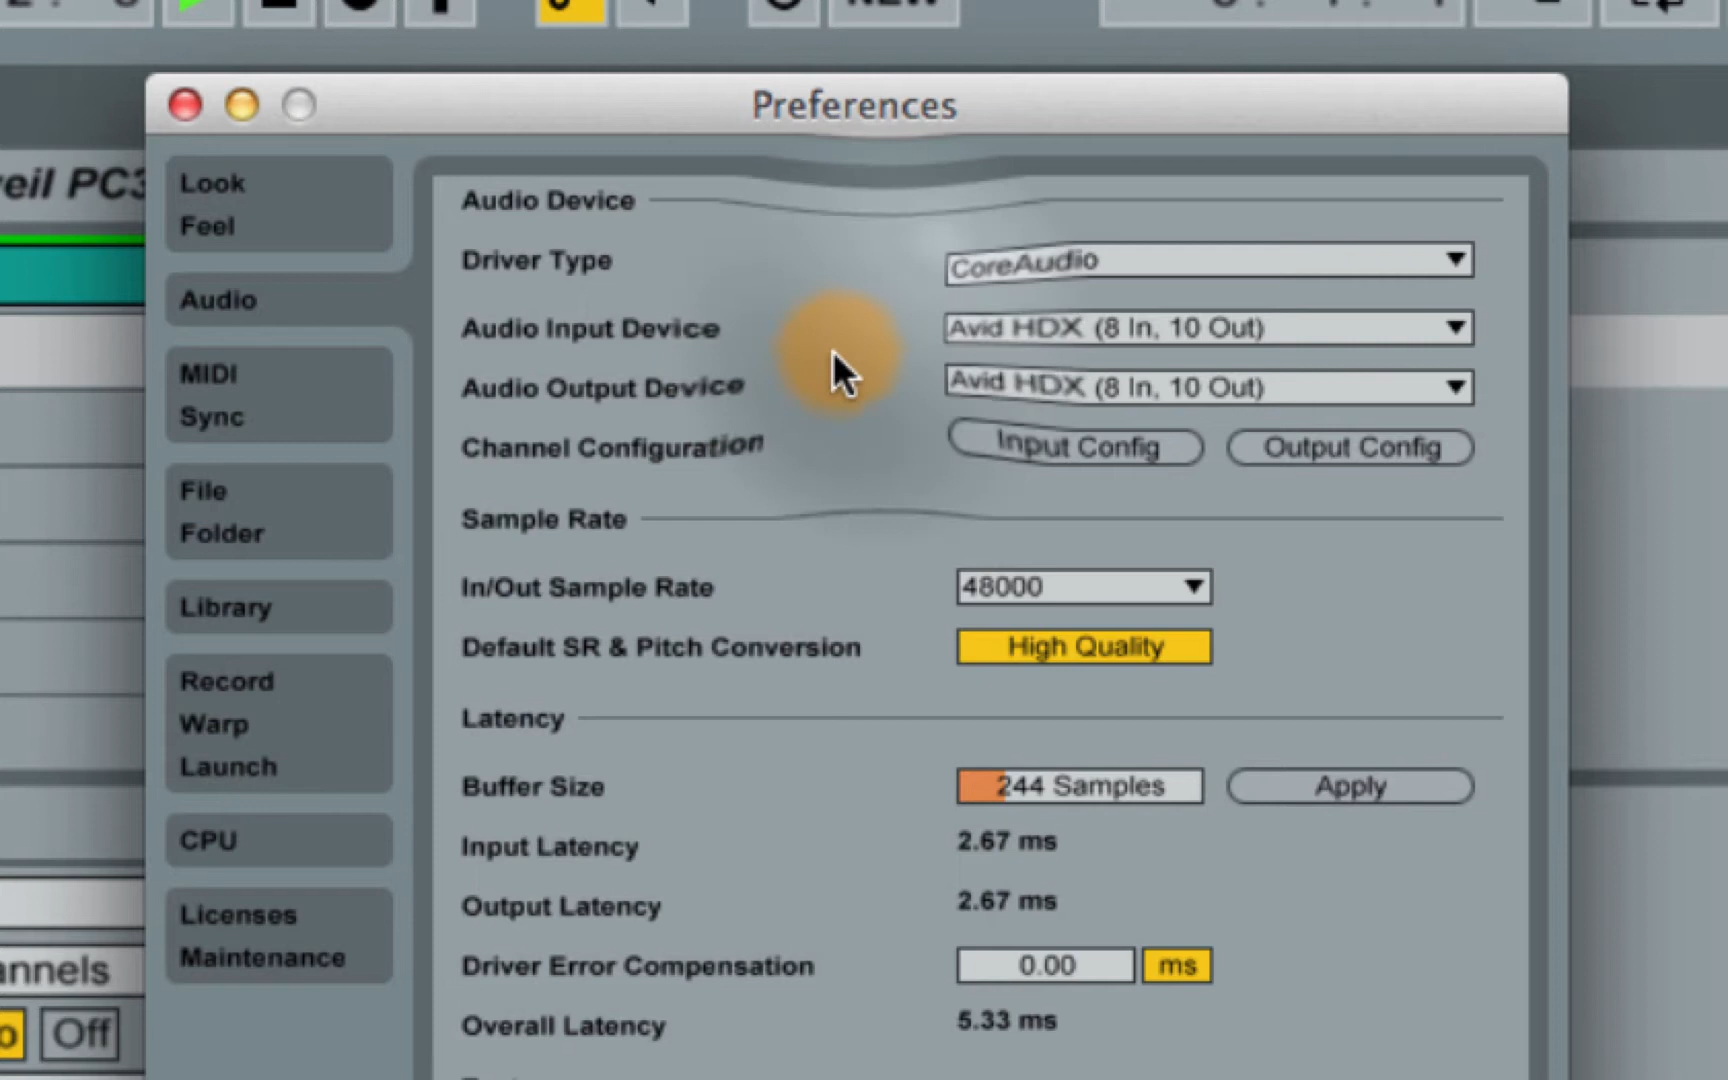 NEW
Preferences
eil PC3
Look
Feel
Audio
MIDI
Sync
File
Folder
Library
Record
Warp
Launch
CPU
Licenses
Maintenance
Audio Device
Driver Type CoreAudio
Audio Input Device Avid HDX (8 In, 10 Out)
Audio Output Device Avid HDX (8 In, 10 Out)
Channel Configuration Input Config Output Config
Sample Rate
In/Out Sample Rate 48000
Default SR & Pitch Conversion High Quality
Latency
Buffer Size 244 Samples Apply
Input Latency 2.67 ms
Output Latency 2.67 ms
Driver Error Compensation 0.00 ms
Overall Latency 5.33 ms
annels
o Off